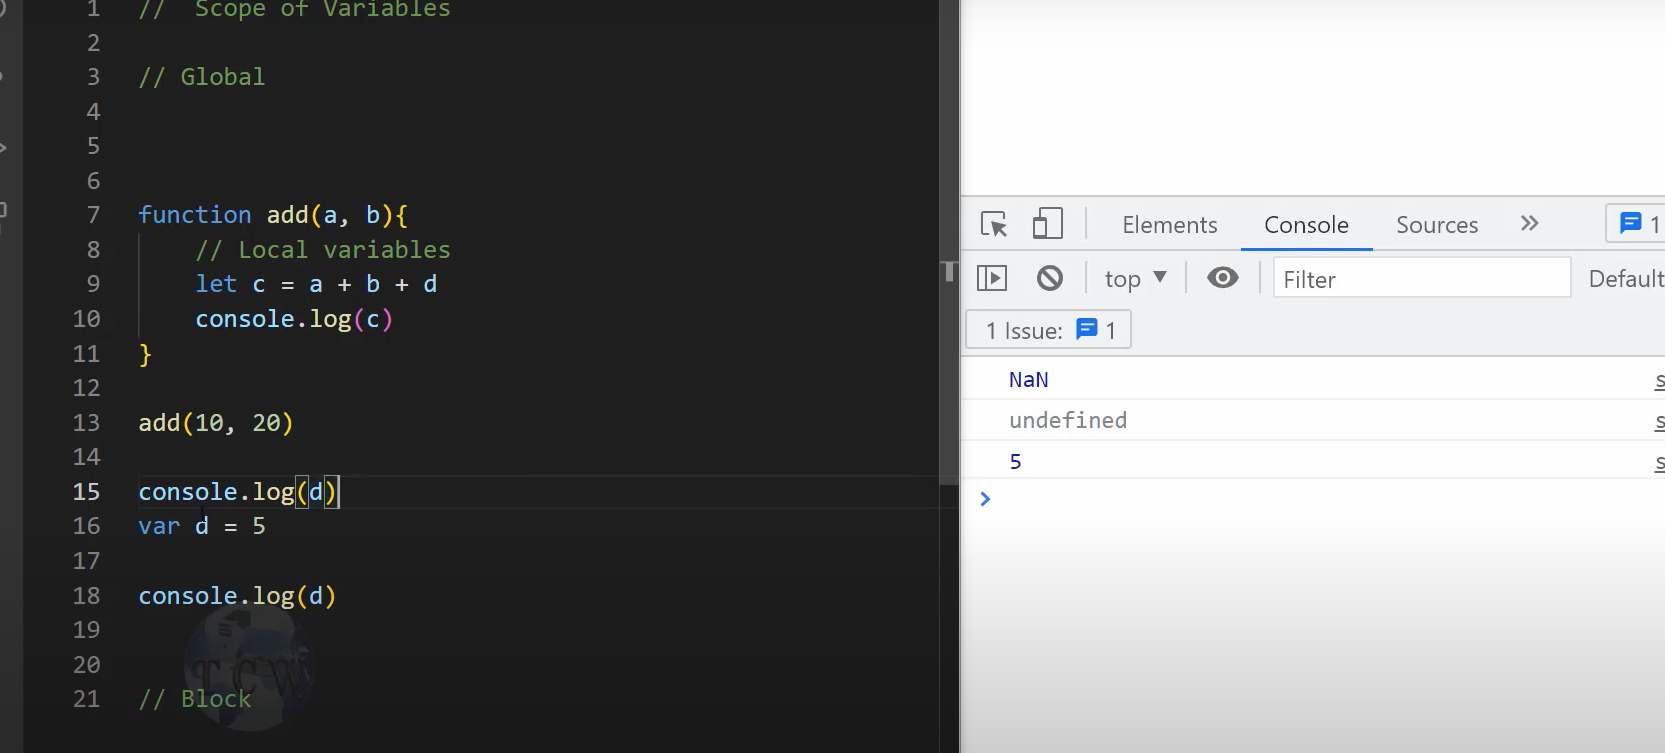 1 // Scope of Variables
2
3 // Global
4
5
6
7 function add(a, b){
8 // Local variables
9 let c = a + b + d
10 console.log(c)
11 }
12
13 add(10, 20)
14
15 console.log(d)
16 var d = 5
17
18 console.log(d)
19
20
21 // Block
TCW
Elements Console Sources » 1
top ▼ Filter Default
1 Issue: 1
NaN s
undefined s
5 s